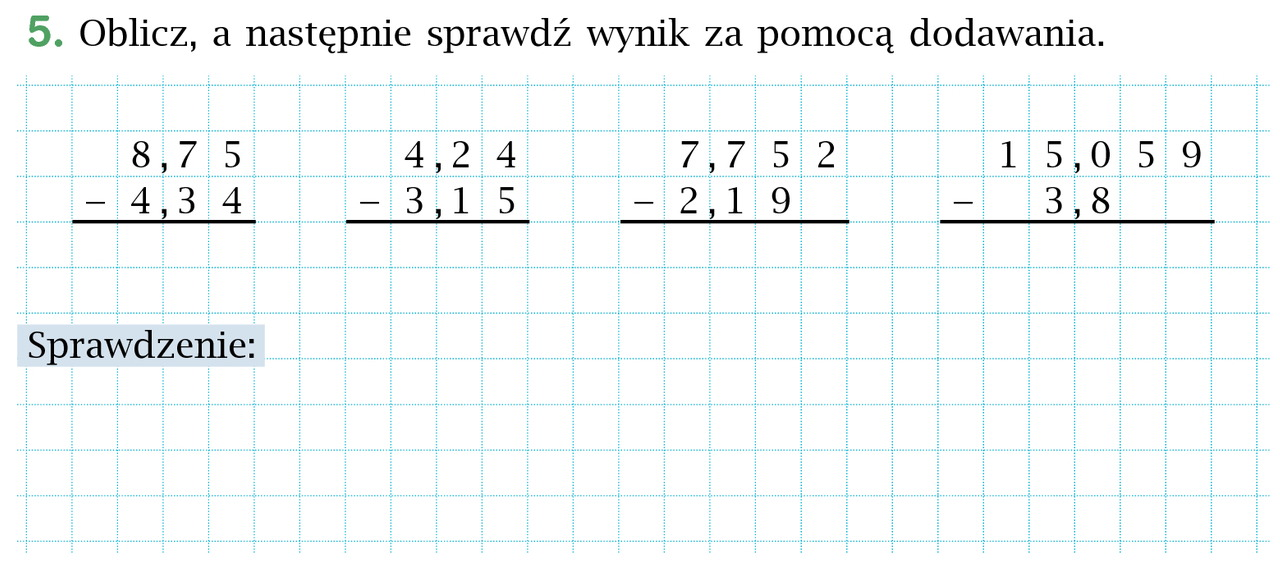 5. Oblicz, a następnie sprawdź wynik za pomocą dodawania.
8,75 4,24 7,752 15,059
– 4,34 – 3,15 – 2,19 – 3,8
Sprawdzenie: